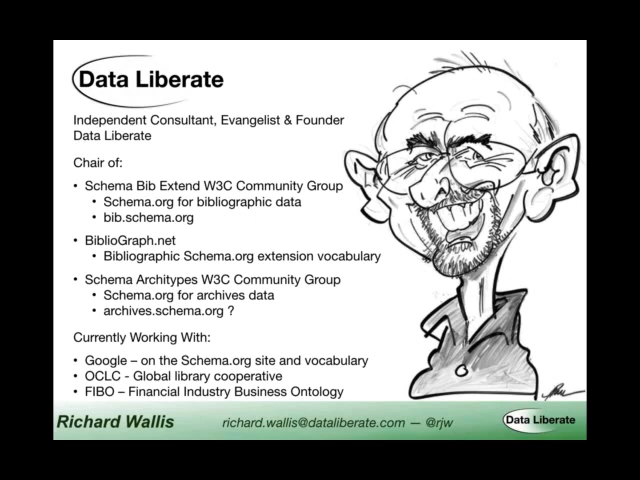 Data Liberate
Independent Consultant, Evangelist & Founder
Data Liberate
Chair of:
• Schema Bib Extend W3C Community Group
• Schema.org for bibliographic data
• bib.schema.org
• BiblioGraph.net
• Bibliographic Schema.org extension vocabulary
• Schema Architypes W3C Community Group
• Schema.org for archives data
• archives.schema.org ?
Currently Working With:
• Google – on the Schema.org site and vocabulary
• OCLC - Global library cooperative
• FIBO – Financial Industry Business Ontology
Richard Wallis
richard.wallis@dataliberate.com — @rjw
Data Liberate